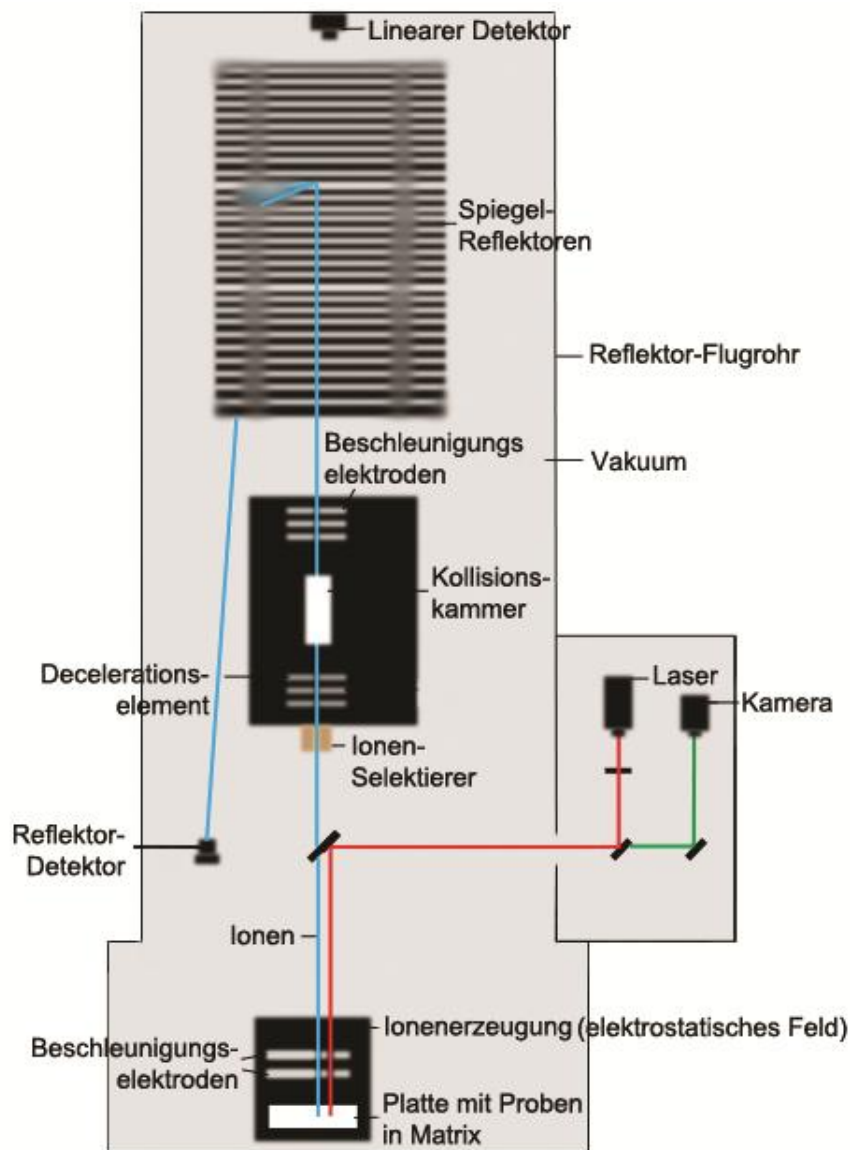 Linearer Detektor
Spiegel-
Reflektoren
Reflektor-Flugrohr
Beschleunigungs
elektroden
Vakuum
Kollisions-
kammer
Decelerations-
element
Laser
Kamera
Ionen-
Selektierer
Reflektor-
Detektor
Ionen
Ionenerzeugung (elektrostatisches Feld)
Beschleunigungs-
elektroden
Platte mit Proben
in Matrix